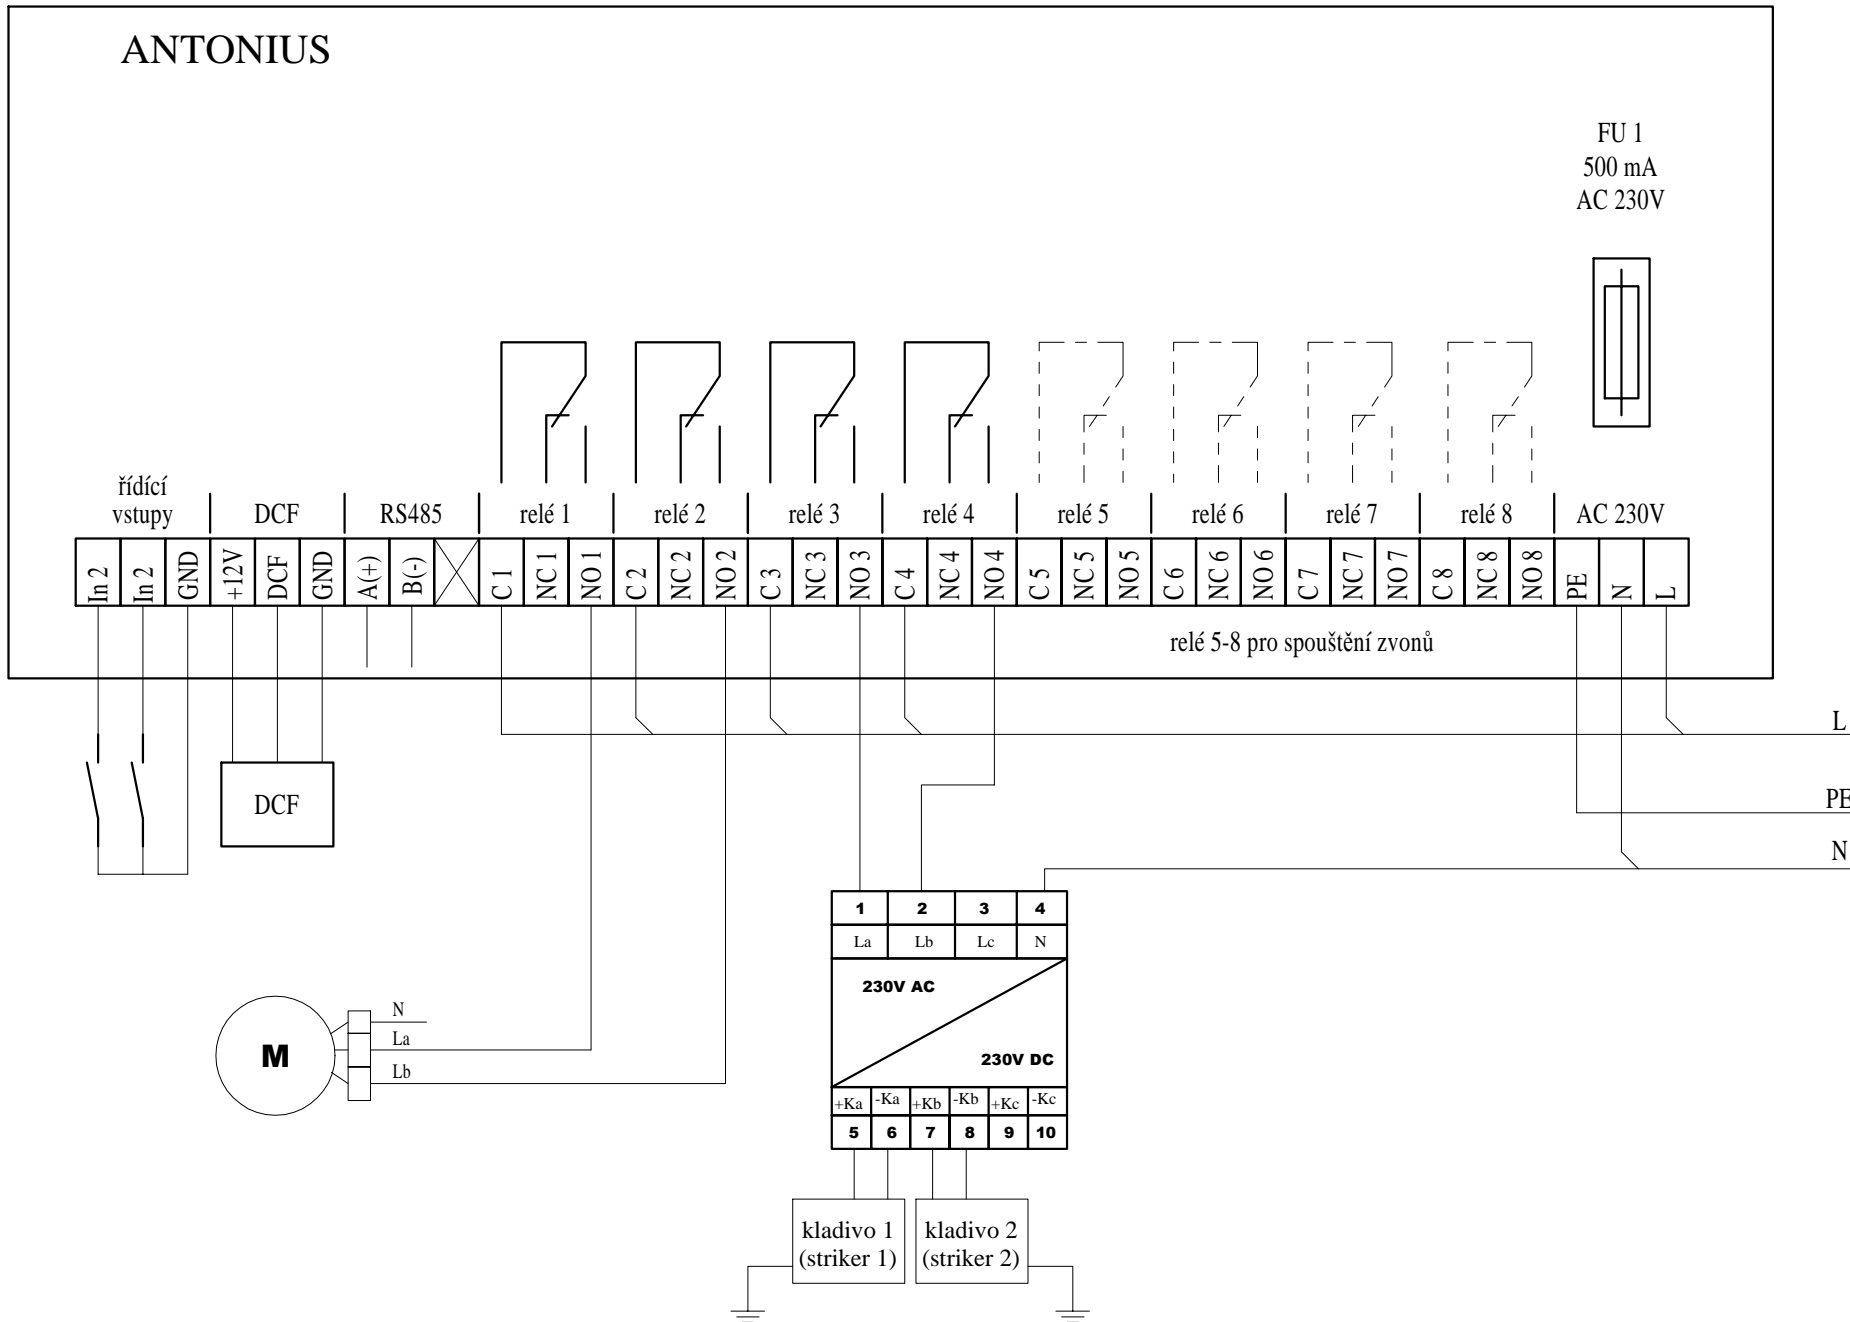 ANTONIUS
FU 1
500 mA
AC 230V
řídící
vstupy
DCF
RS485
relé 1
relé 2
relé 3
relé 4
relé 5
relé 6
relé 7
relé 8
AC 230V
In 2
In 2
GND
+12V
DCF
GND
A(+)
B(-)
C 1
NC 1
NO 1
C 2
NC 2
NO 2
C 3
NC 3
NO 3
C 4
NC 4
NO 4
C 5
NC 5
NO 5
C 6
NC 6
NO 6
C 7
NC 7
NO 7
C 8
NC 8
NO 8
PE
N
L
relé 5-8 pro spouštění zvonů
L
PE
N
DCF
1 2 3 4
La Lb Lc N
230V AC
230V DC
M
N
La
Lb
+Ka -Ka +Kb -Kb +Kc -Kc
5 6 7 8 9 10
kladivo 1
(striker 1)
kladivo 2
(striker 2)